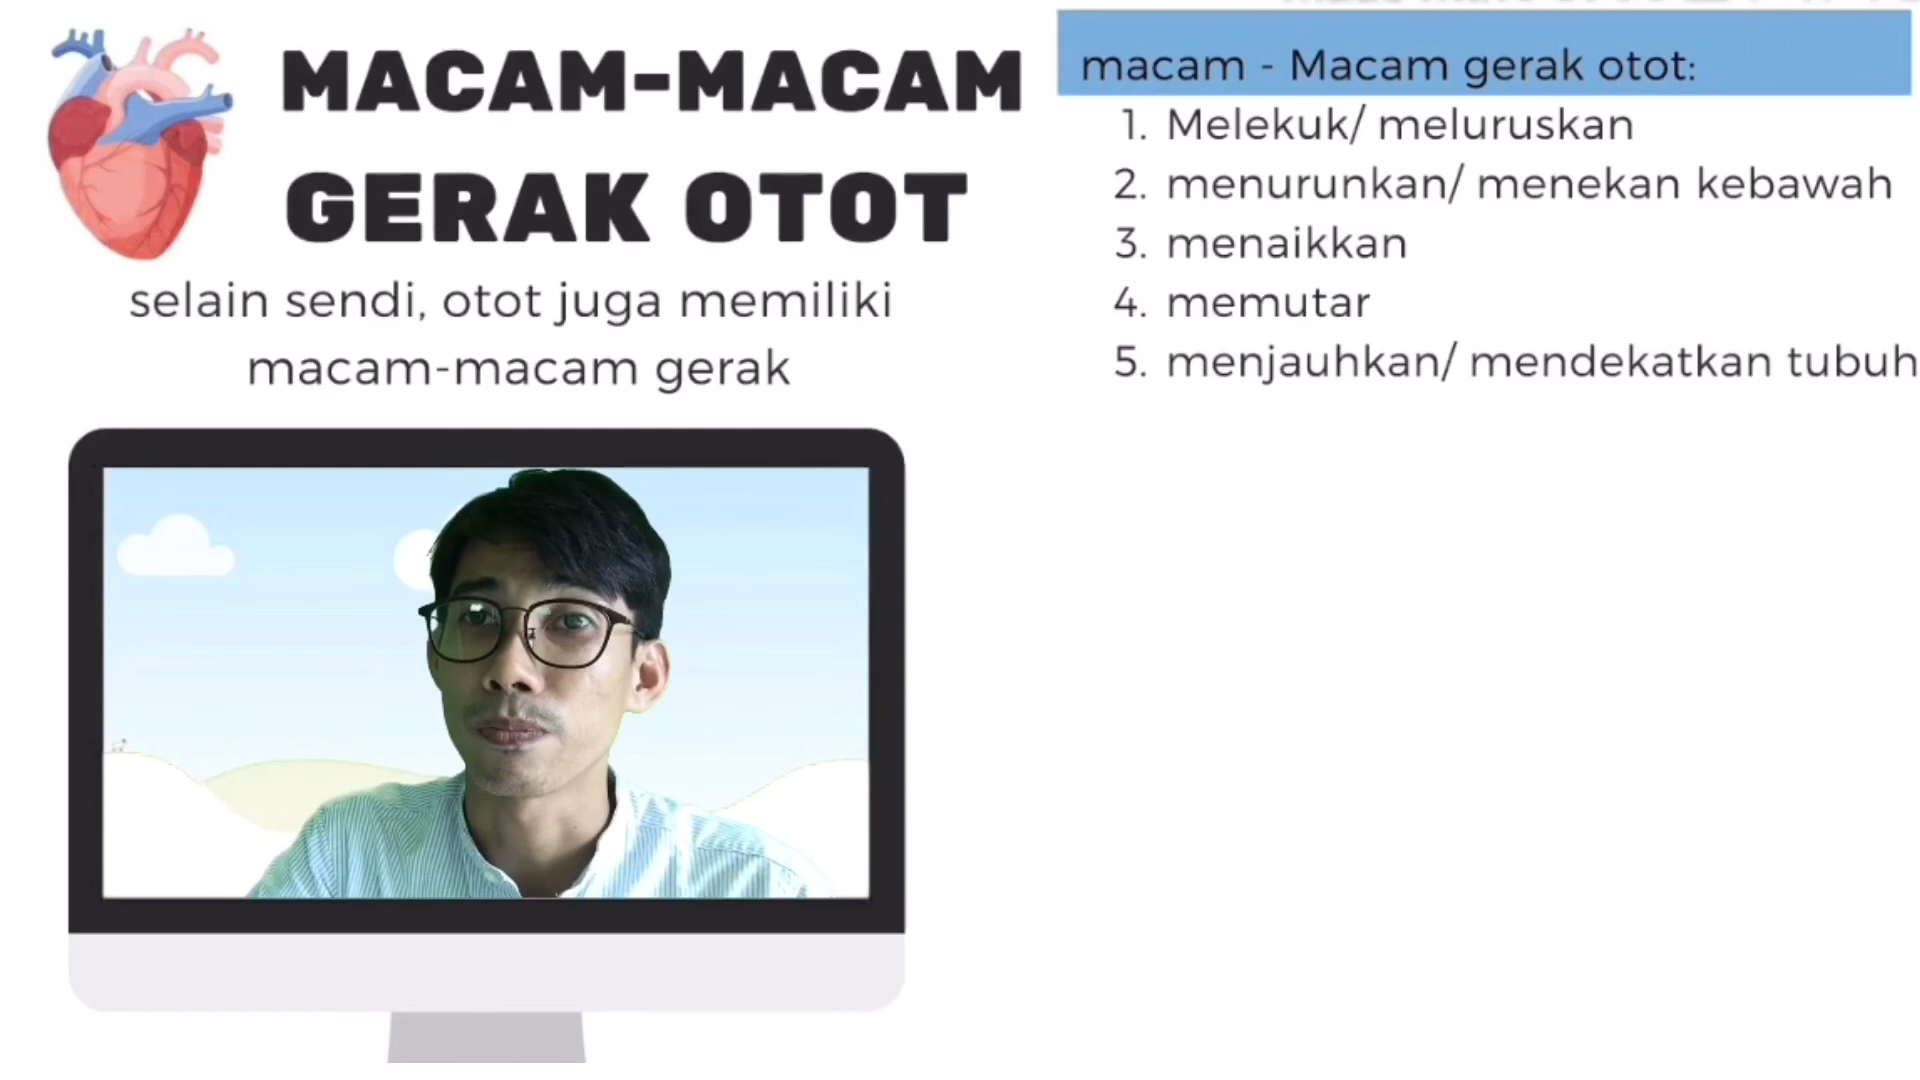 MACAM-MACAM
GERAK OTOT
selain sendi, otot juga memiliki
macam-macam gerak
macam - Macam gerak otot:
1. Melekuk/ meluruskan
2. menurunkan/ menekan kebawah
3. menaikkan
4. memutar
5. menjauhkan/ mendekatkan tubuh